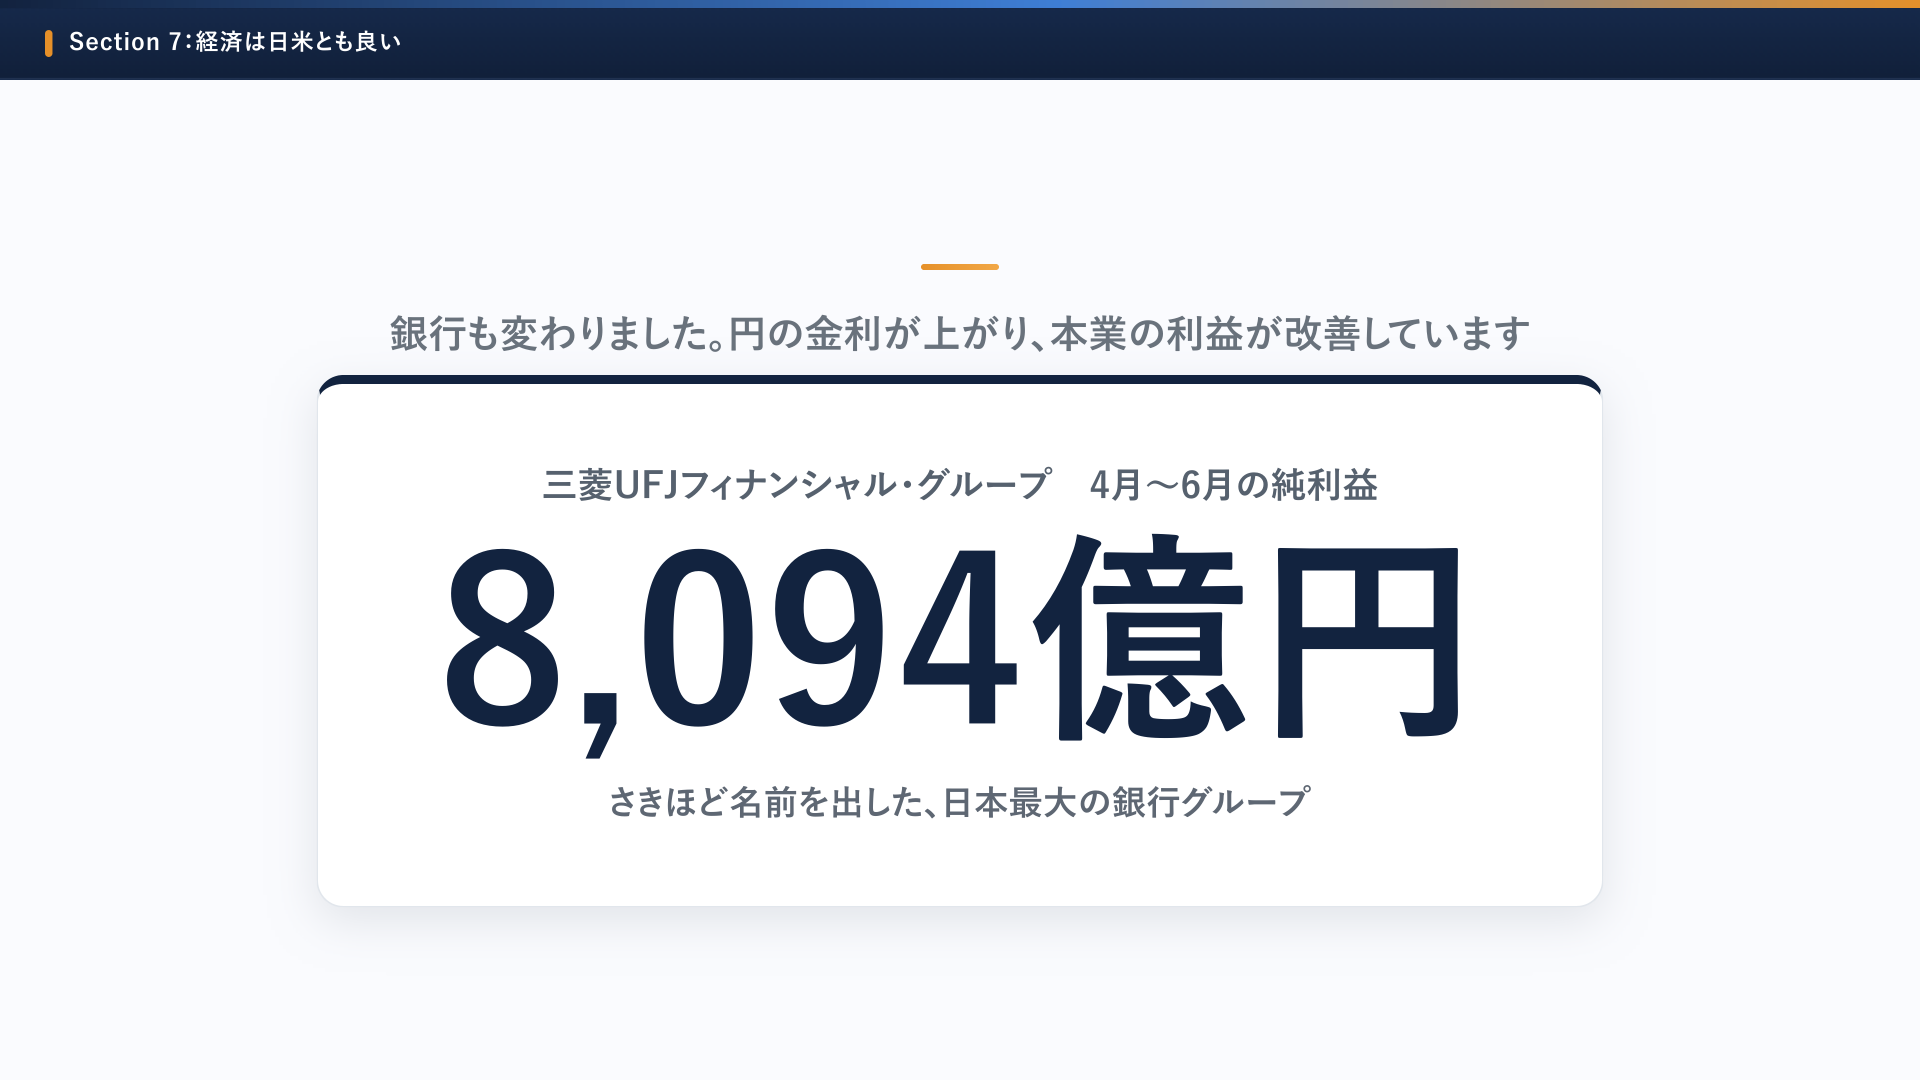 Section 7：経済は日米とも良い
銀行も変わりました。円の金利が上がり、本業の利益が改善しています
三菱UFJフィナンシャル・グループ　4月〜6月の純利益
8,094億円
さきほど名前を出した、日本最大の銀行グループ